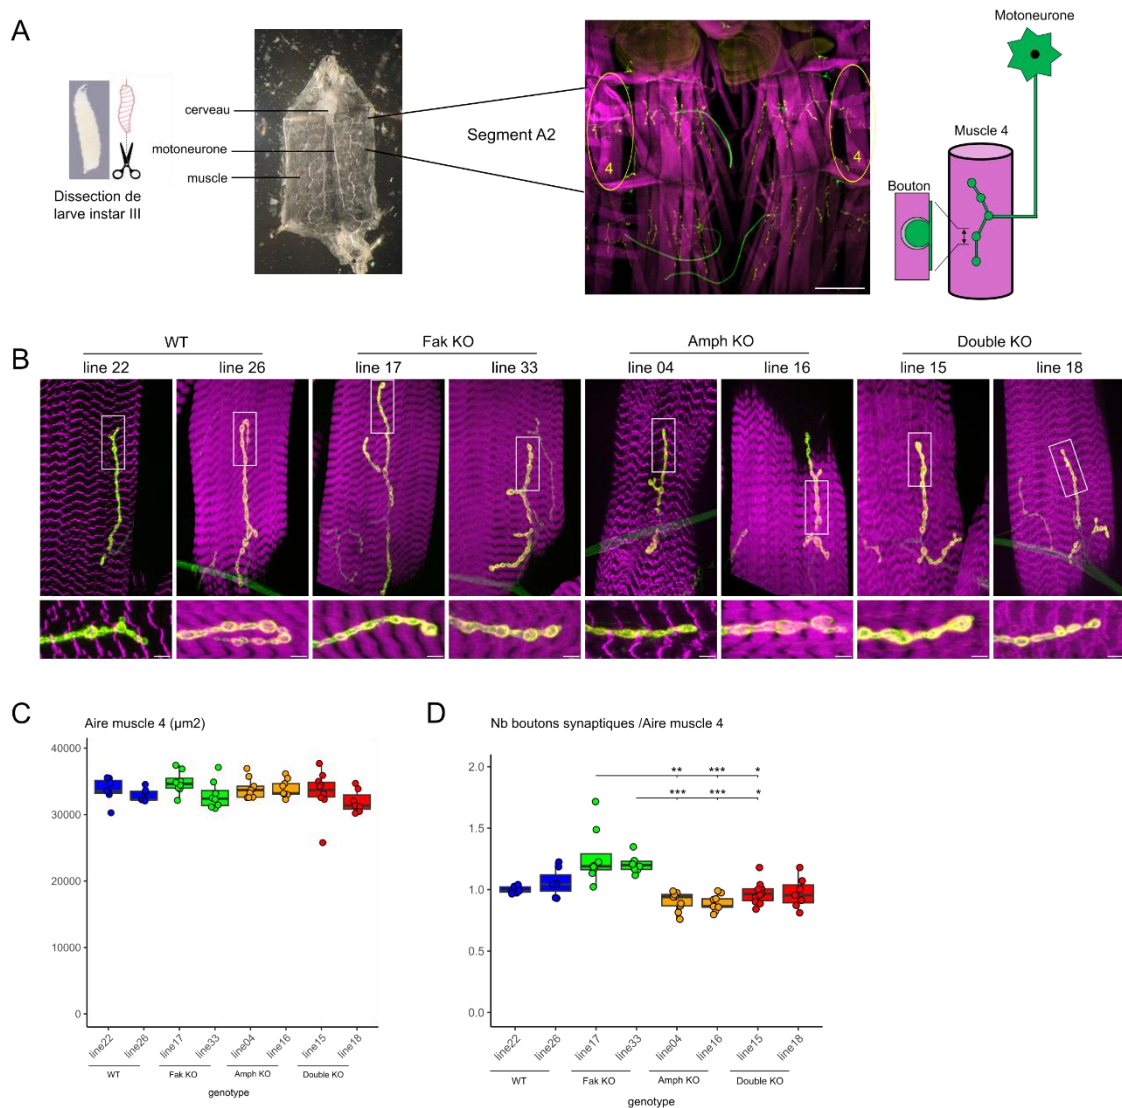 A
cerveau
motoneurone
muscle
Dissection de
larve instar III
Segment A2
4
4
Motoneurone
Muscle 4
Bouton
B
WT
Fak KO
Amph KO
Double KO
line 22
line 26
line 17
line 33
line 04
line 16
line 15
line 18
C
Aire muscle 4 (µm2)
40000
30000
20000
10000
0
line22
line26
line17
line33
line04
line16
line15
line18
WT
Fak KO
Amph KO
Double KO
genotype
D
Nb boutons synaptiques /Aire muscle 4
2.0
** *** *
*** *** *
1.5
1.0
0.5
0.0
line22
line26
line17
line33
line04
line16
line15
line18
WT
Fak KO
Amph KO
Double KO
genotype